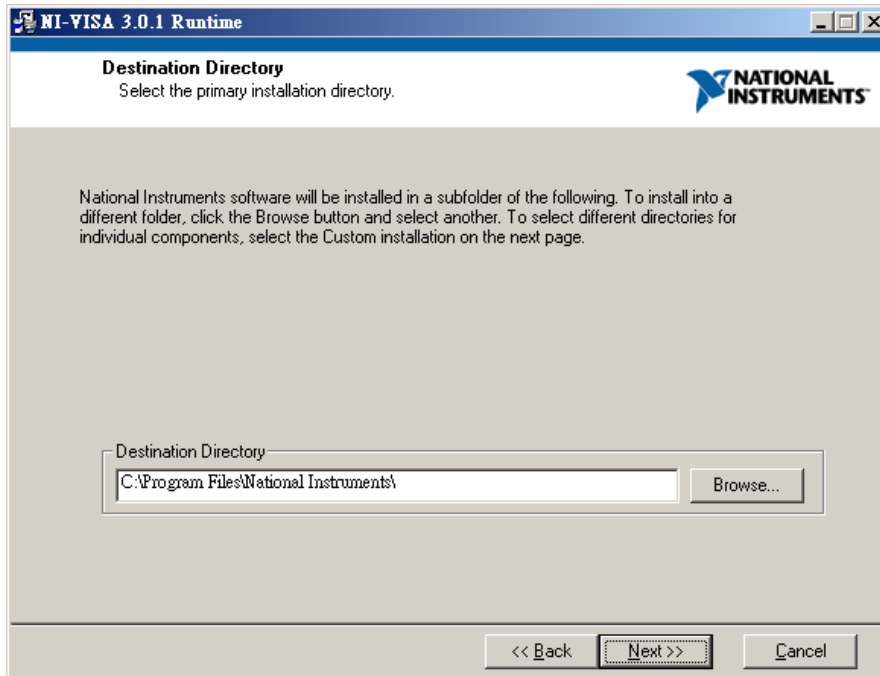 NI-VISA 3.0.1 Runtime
Destination Directory
Select the primary installation directory.
NATIONAL
INSTRUMENTS
National Instruments software will be installed in a subfolder of the following. To install into a
different folder, click the Browse button and select another. To select different directories for
individual components, select the Custom installation on the next page.
Destination Directory
C:\Program Files\National Instruments\
Browse...
<< Back
Next >>
Cancel